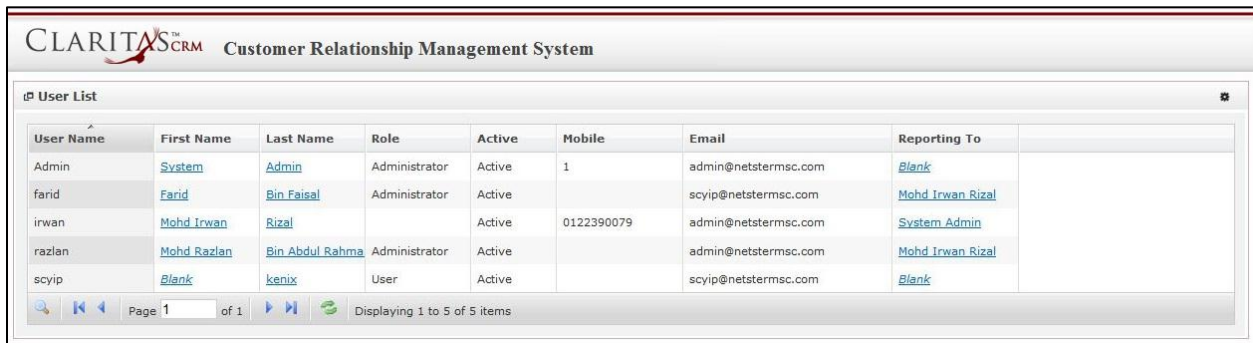 CLARITAS™CRM Customer Relationship Management System
User List
User Name First Name Last Name Role Active Mobile Email Reporting To
Admin System Admin Administrator Active 1 admin@netstermsc.com Blank
farid Farid Bin Faisal Administrator Active scyip@netstermsc.com Mohd Irwan Rizal
irwan Mohd Irwan Rizal Active 0122390079 admin@netstermsc.com System Admin
razlan Mohd Razlan Bin Abdul Rahma Administrator Active admin@netstermsc.com Mohd Irwan Rizal
scyip Blank kenix User Active scyip@netstermsc.com Blank
Page 1 of 1 Displaying 1 to 5 of 5 items